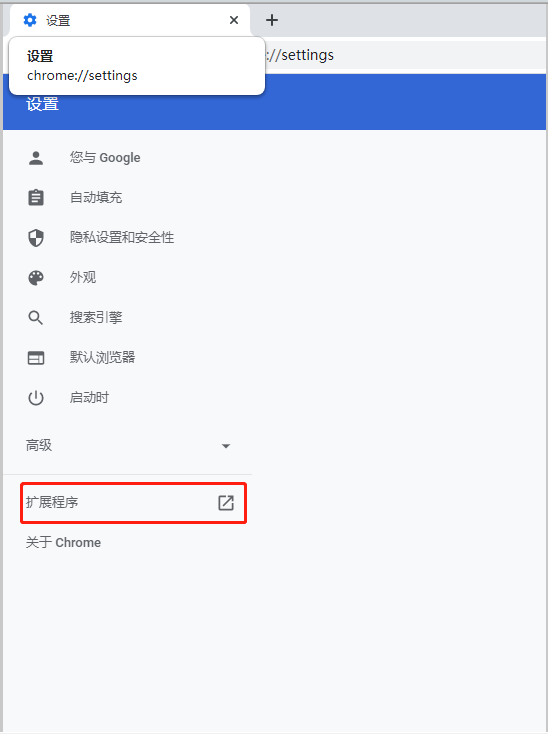 设置
设置
chrome://settings
://settings
设置
您与 Google
自动填充
隐私设置和安全性
外观
搜索引擎
默认浏览器
启动时
高级
扩展程序
关于 Chrome